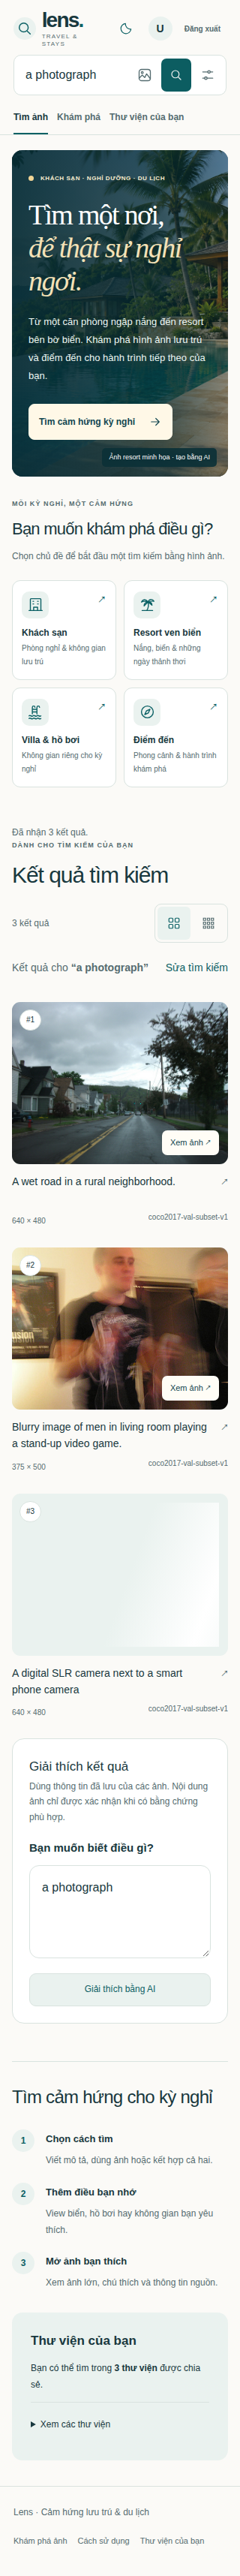 lens.
TRAVEL &
STAYS
U
Đăng xuất
a photograph
Tìm ảnh Khám phá Thư viện của bạn
KHÁCH SẠN · NGHỈ DƯỠNG · DU LỊCH
Tìm một nơi,
để thật sự nghỉ
ngơi.
Từ một căn phòng ngập nắng đến resort
bên bờ biển. Khám phá hình ảnh lưu trú
và điểm đến cho hành trình tiếp theo của
bạn.
Tìm cảm hứng kỳ nghỉ →
Ảnh resort minh họa · tạo bằng AI
MỖI KỲ NGHỈ, MỘT CẢM HỨNG
Bạn muốn khám phá điều gì?
Chọn chủ đề để bắt đầu một tìm kiếm bằng hình ảnh.
↗
Khách sạn
Phòng nghỉ & không gian
lưu trú
↗
Resort ven biển
Nắng, biển & những
ngày thảnh thơi
↗
Villa & hồ bơi
Không gian riêng cho kỳ
nghỉ
↗
Điểm đến
Phong cảnh & hành trình
khám phá
Đã nhận 3 kết quả.
DÀNH CHO TÌM KIẾM CỦA BẠN
Kết quả tìm kiếm
3 kết quả
Kết quả cho “a photograph” Sửa tìm kiếm
#1
Xem ảnh ↗
A wet road in a rural neighborhood. ↗
640 × 480 coco2017-val-subset-v1
#2
usion
Xem ảnh ↗
Blurry image of men in living room playing ↗
a stand-up video game.
375 × 500 coco2017-val-subset-v1
#3
A digital SLR camera next to a smart ↗
phone camera
640 × 480 coco2017-val-subset-v1
Giải thích kết quả
Dùng thông tin đã lưu của các ảnh. Nội dung
ảnh chỉ được xác nhận khi có bằng chứng
phù hợp.
Bạn muốn biết điều gì?
a photograph
Giải thích bằng AI
Tìm cảm hứng cho kỳ nghỉ
1 Chọn cách tìm
Viết mô tả, dùng ảnh hoặc kết hợp cả hai.
2 Thêm điều bạn nhớ
View biển, hồ bơi hay không gian bạn yêu
thích.
3 Mở ảnh bạn thích
Xem ảnh lớn, chú thích và thông tin nguồn.
Thư viện của bạn
Bạn có thể tìm trong 3 thư viện được chia
sẻ.
▶ Xem các thư viện
Lens · Cảm hứng lưu trú & du lịch
Khám phá ảnh Cách sử dụng Thư viện của bạn